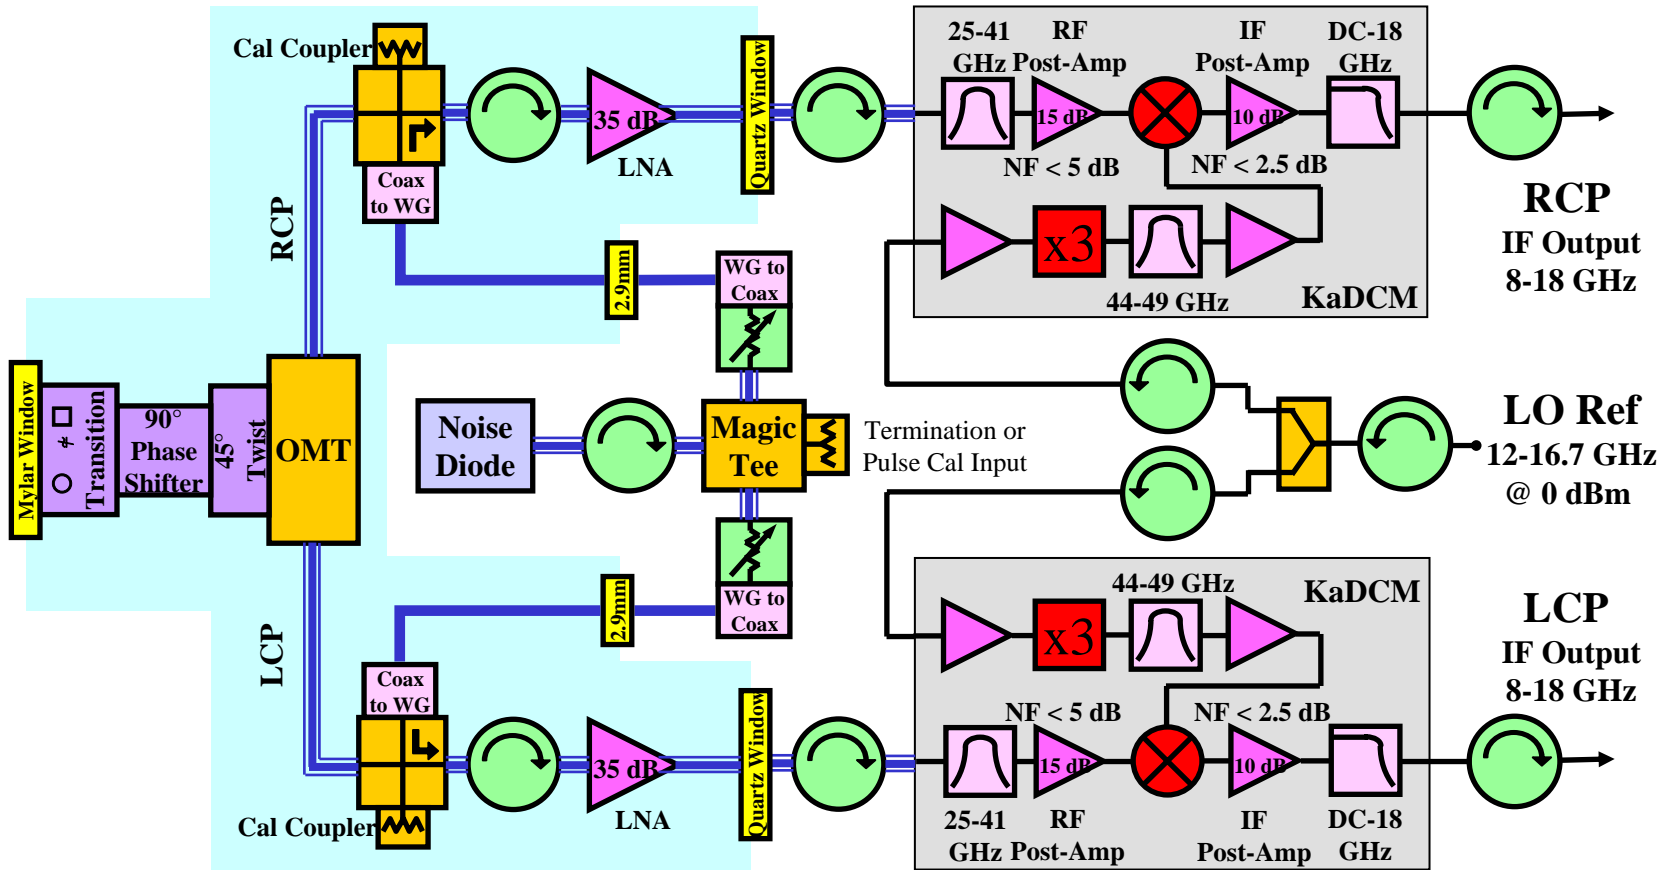 Cal Coupler
35 dB
LNA
Quartz Window
Coax
to WG
RCP
2.9mm
WG to
Coax
25-41
GHz
RF
Post-Amp
IF
Post-Amp
DC-18
GHz
15 dB
10 dB
NF < 5 dB
NF < 2.5 dB
x3
44-49 GHz
KaDCM
RCP
IF Output
8-18 GHz
Mylar Window
Transition
90°
Phase
Shifter
45°
Twist
OMT
Noise
Diode
Magic
Tee
Termination or
Pulse Cal Input
LO Ref
12-16.7 GHz
@ 0 dBm
LCP
2.9mm
WG to
Coax
Coax
to WG
Cal Coupler
35 dB
LNA
Quartz Window
44-49 GHz
KaDCM
x3
NF < 5 dB
NF < 2.5 dB
15 dB
10 dB
25-41
GHz
RF
Post-Amp
IF
Post-Amp
DC-18
GHz
LCP
IF Output
8-18 GHz